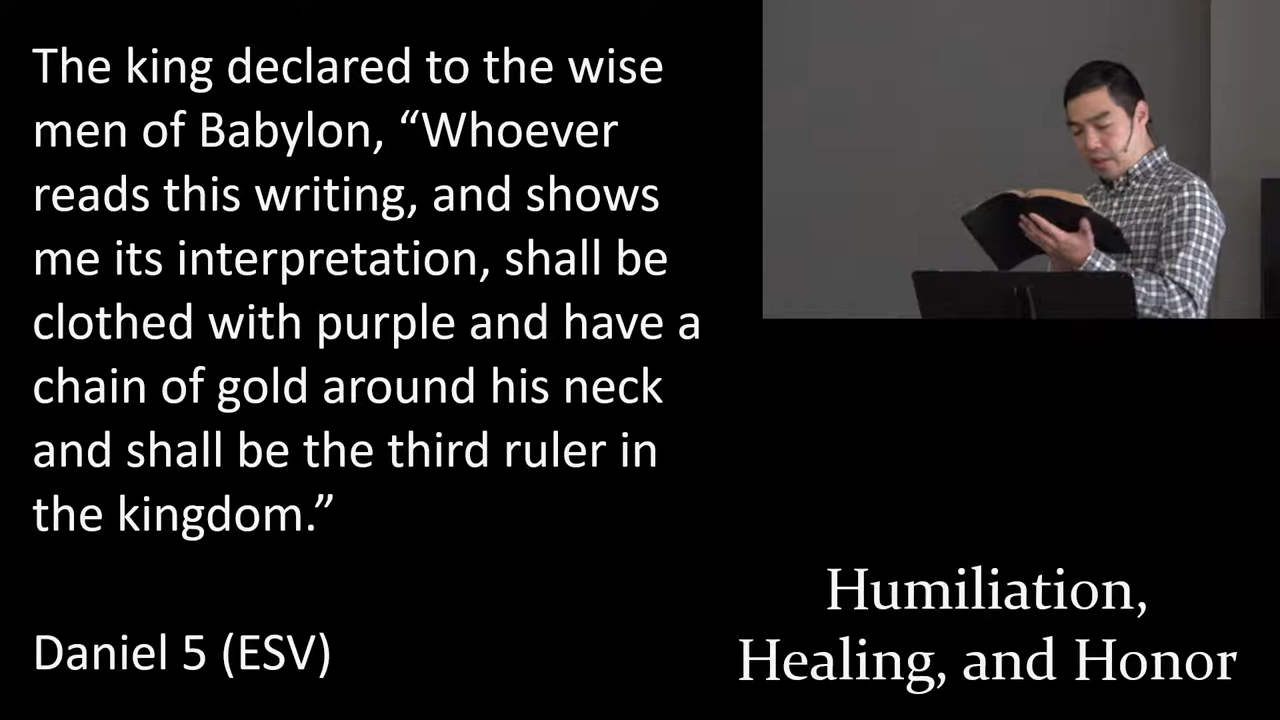 The king declared to the wise
men of Babylon, “Whoever
reads this writing, and shows
me its interpretation, shall be
clothed with purple and have a
chain of gold around his neck
and shall be the third ruler in
the kingdom.”
Daniel 5 (ESV)
Humiliation,
Healing, and Honor